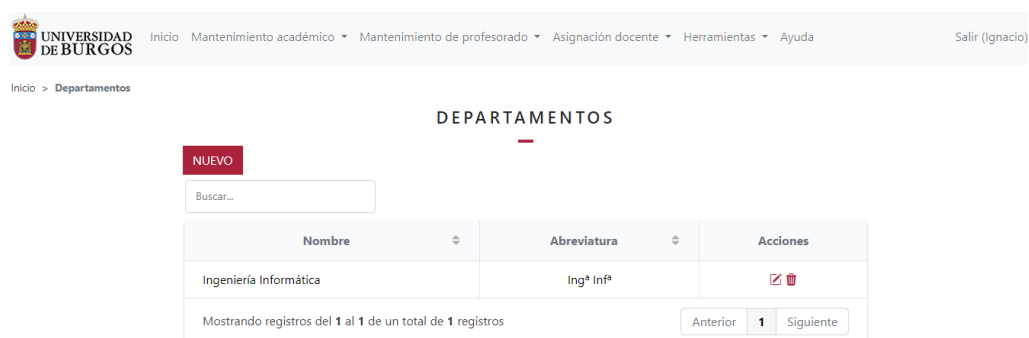 UNIVERSIDAD
DE BURGOS
Inicio Mantenimiento académico Mantenimiento de profesorado Asignación docente Herramientas Ayuda Salir (Ignacio)
Inicio > Departamentos
DEPARTAMENTOS
NUEVO
Buscar...
Nombre Abreviatura Acciones
Ingeniería Informática Ingª Infª
Mostrando registros del 1 al 1 de un total de 1 registros Anterior 1 Siguiente